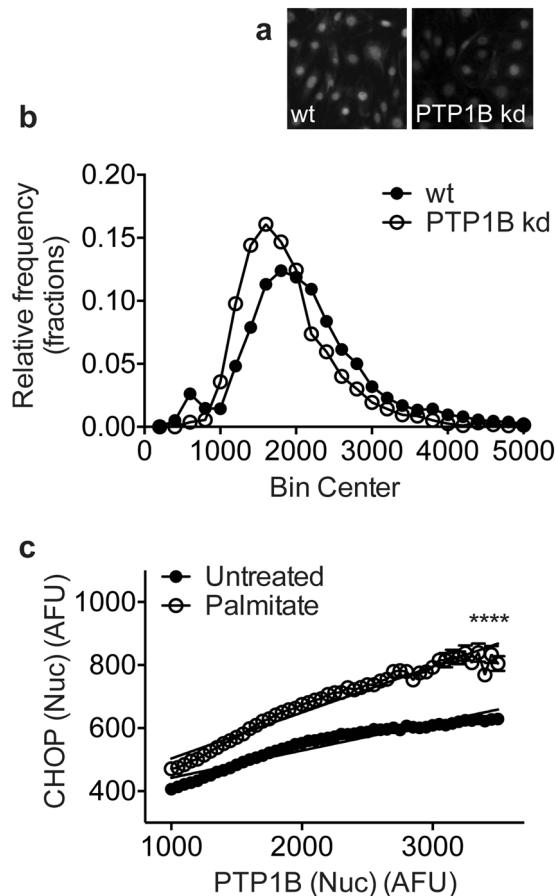 a
wt
PTP1B kd
b
0.20
0.15
0.10
0.05
0.00
Relative frequency
(fractions)
wt
PTP1B kd
0 1000 2000 3000 4000 5000
Bin Center
c
Untreated
Palmitate
1000
800
600
400
CHOP (Nuc) (AFU)
****
1000 2000 3000
PTP1B (Nuc) (AFU)